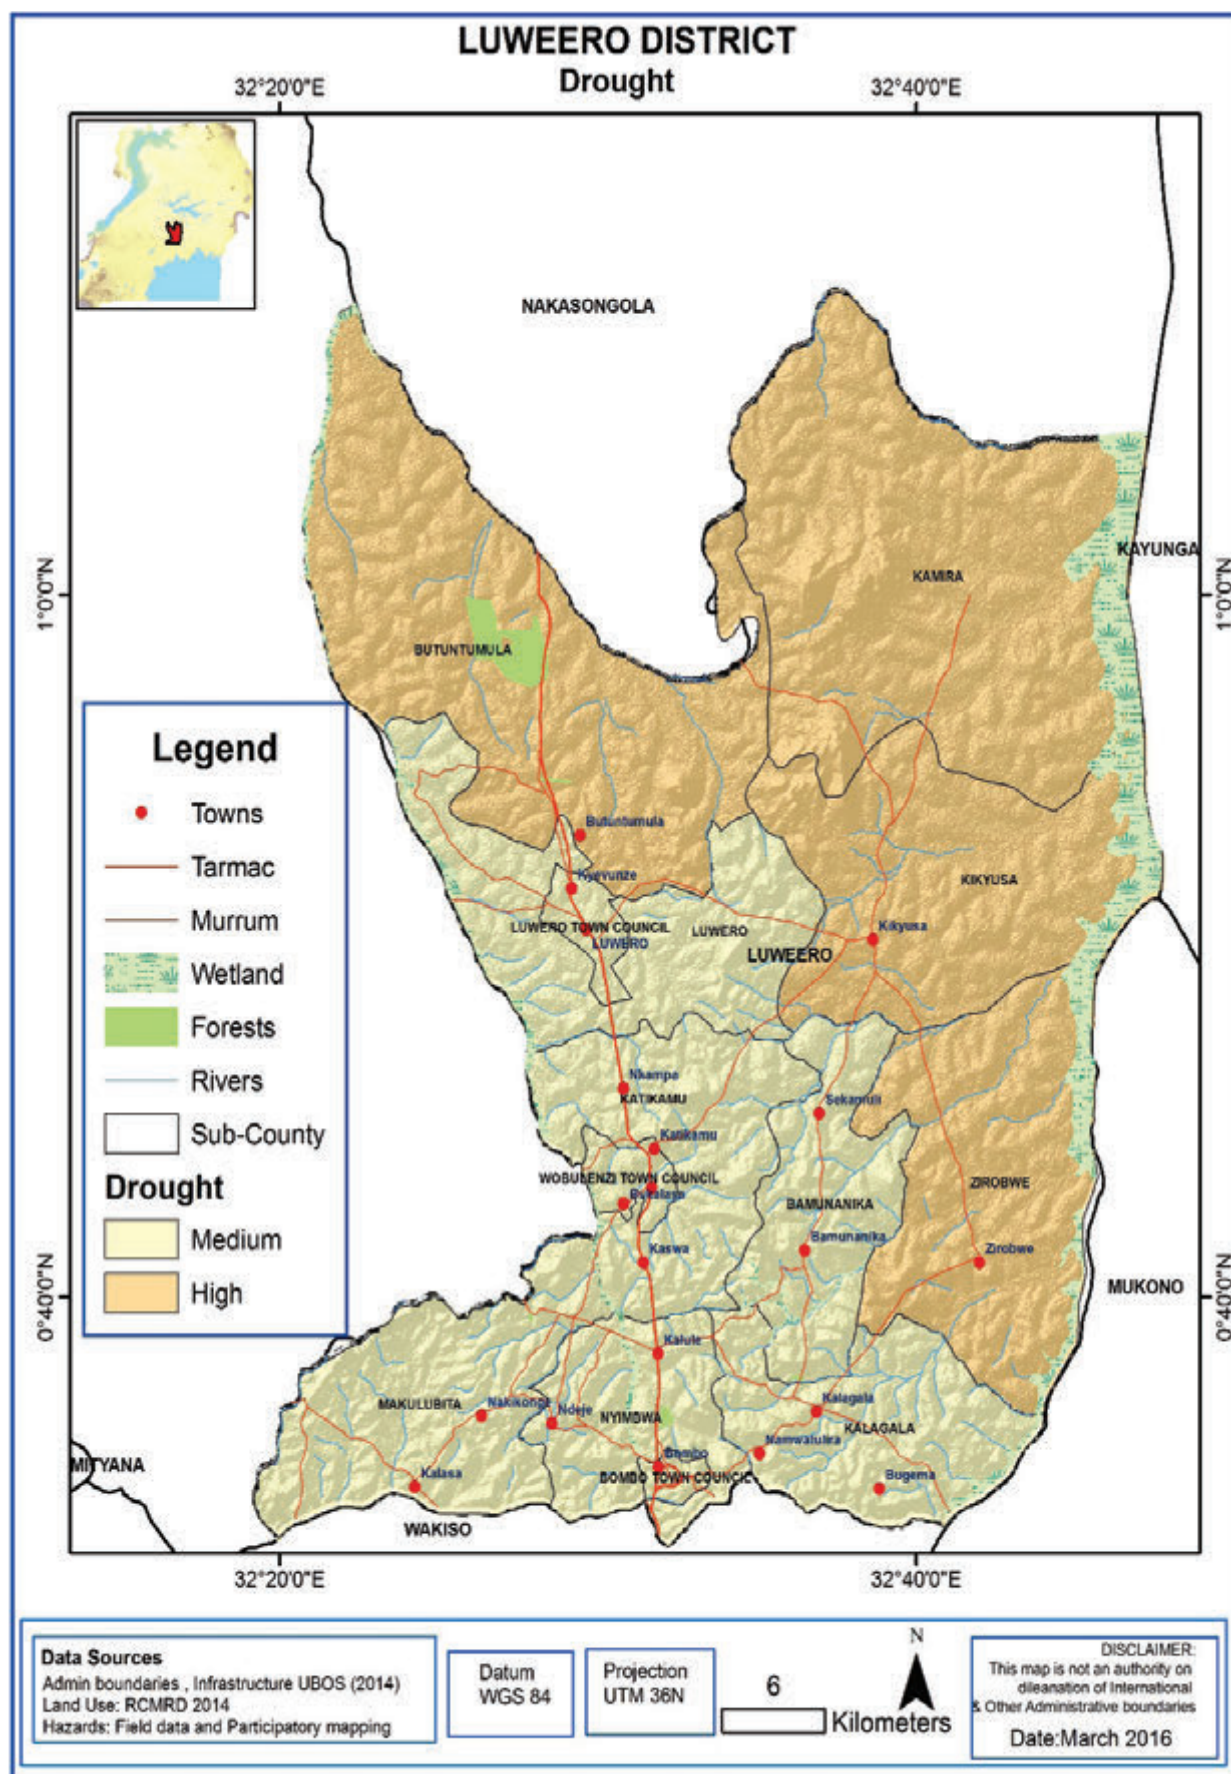 LUWEERO DISTRICT
Drought
32°20'0"E
32°40'0"E
NAKASONGOLA
KAYUNGA
KAMIRA
1°0'0"N
1°0'0"N
BUTUNTUMULA
Legend
Towns
Tarmac
Murrum
Wetland
Forests
Rivers
Sub-County
Drought
Medium
High
Butuntumula
Kyevunze
KIKYUSA
LUWERO TOWN COUNCIL
LUWERO
LUWERO
Kikyusa
LUWEERO
Nkampa
KATIKAMU
Sekamuli
Katikamu
WOBULENZI TOWN COUNCIL
Bukalasa
ZIROBWE
BAMUNANIKA
Bamunanika
Kaswa
Zirobwe
MUKONO
0°40'0"N
0°40'0"N
Kalule
MAKULUBITA
Nakikonge
Ndeje
NYIMBWA
Kalagala
KALAGALA
Namwalulira
Bombo
BOMBO TOWN COUNCIL
Bugema
MITYANA
Kalasa
WAKISO
32°20'0"E
32°40'0"E
Data Sources
Admin boundaries , Infrastructure UBOS (2014)
Land Use: RCMRD 2014
Hazards: Field data and Participatory mapping
Datum
WGS 84
Projection
UTM 36N
6
Kilometers
N
DISCLAIMER:
This map is not an authority on
dileanation of International
& Other Administrative boundaries
Date:March 2016